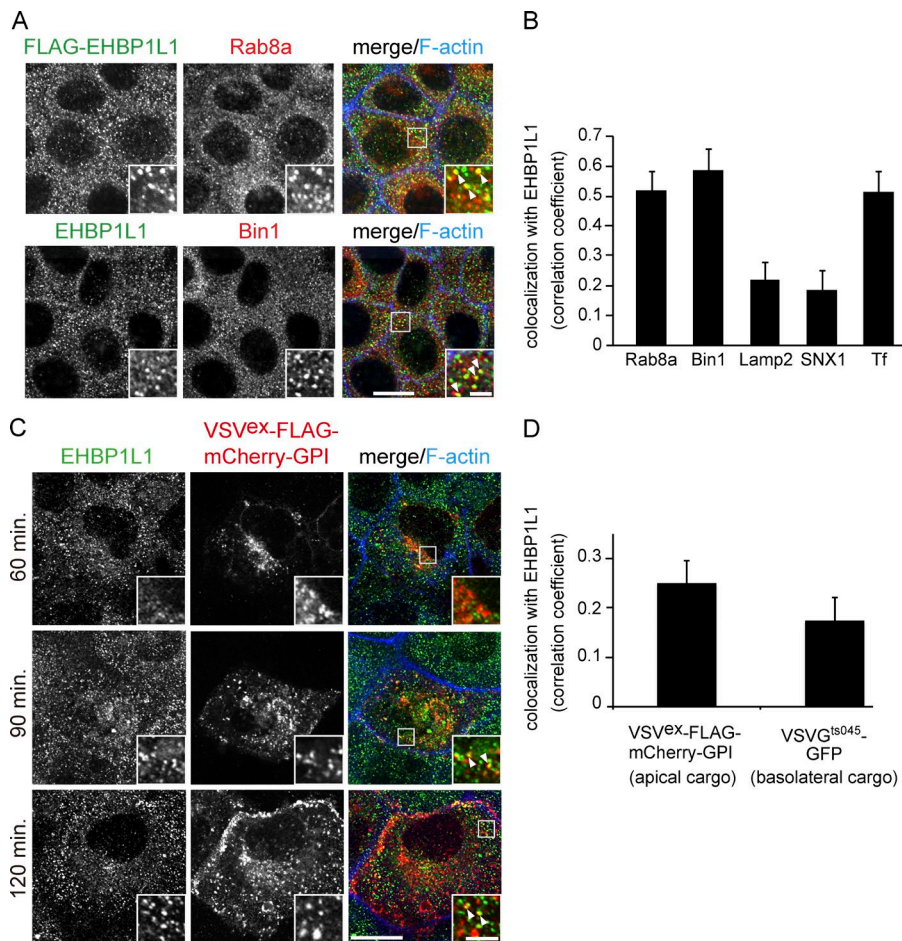 A
FLAG-EHBP1L1 Rab8a merge/F-actin
EHBP1L1 Bin1 merge/F-actin
B
colocalization with EHBP1L1
(correlation coefficient)
0.7
0.6
0.5
0.4
0.3
0.2
0.1
0
Rab8a Bin1 Lamp2 SNX1 Tf
C
EHBP1L1 VSVex-FLAG-
mCherry-GPI merge/F-actin
60 min.
90 min.
120 min.
D
colocalization with EHBP1L1
(correlation coefficient)
0.3
0.2
0.1
0
VSVex-FLAG-
mCherry-GPI
(apical cargo)
VSVGts045-
GFP
(basolateral cargo)